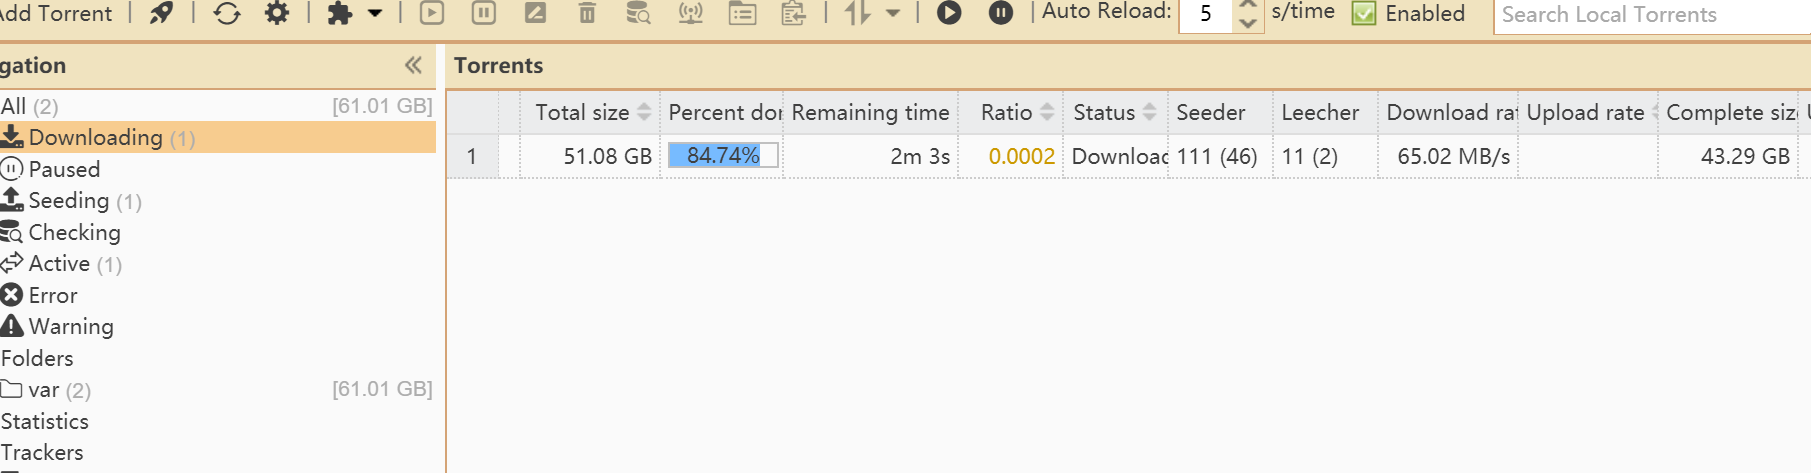 dd Torrent Auto Reload: 5 s/time Enabled Search Local Torrents
gation
Torrents
All (2) [61.01 GB]
Downloading (1)
Paused
Seeding (1)
Checking
Active (1)
Error
Warning
Folders
var (2) [61.01 GB]
Statistics
Trackers
Total size Percent dor Remaining time Ratio Status Seeder Leecher Download rat Upload rate Complete siz
1 51.08 GB 84.74% 2m 3s 0.0002 Downloac 111 (46) 11 (2) 65.02 MB/s 43.29 GB